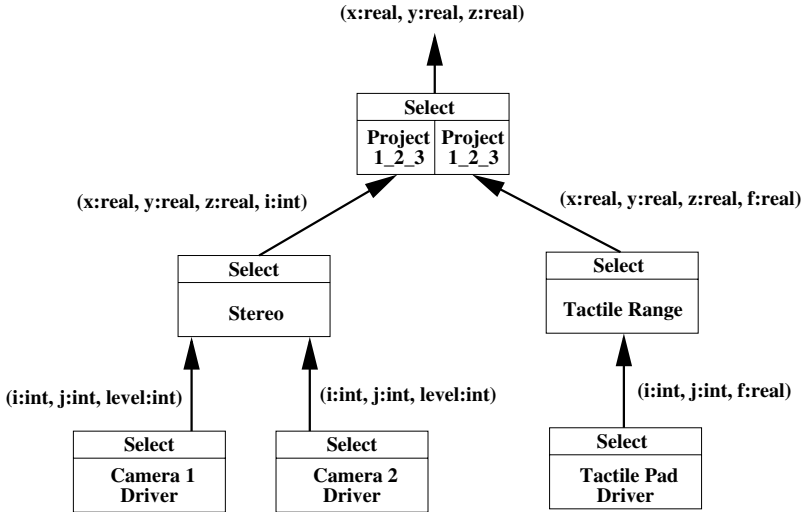 (x:real, y:real, z:real)
Select
Project
1_2_3
Project
1_2_3
(x:real, y:real, z:real, i:int)
(x:real, y:real, z:real, f:real)
Select
Stereo
Select
Tactile Range
(i:int, j:int, level:int)
(i:int, j:int, level:int)
(i:int, j:int, f:real)
Select
Camera 1
Driver
Select
Camera 2
Driver
Select
Tactile Pad
Driver